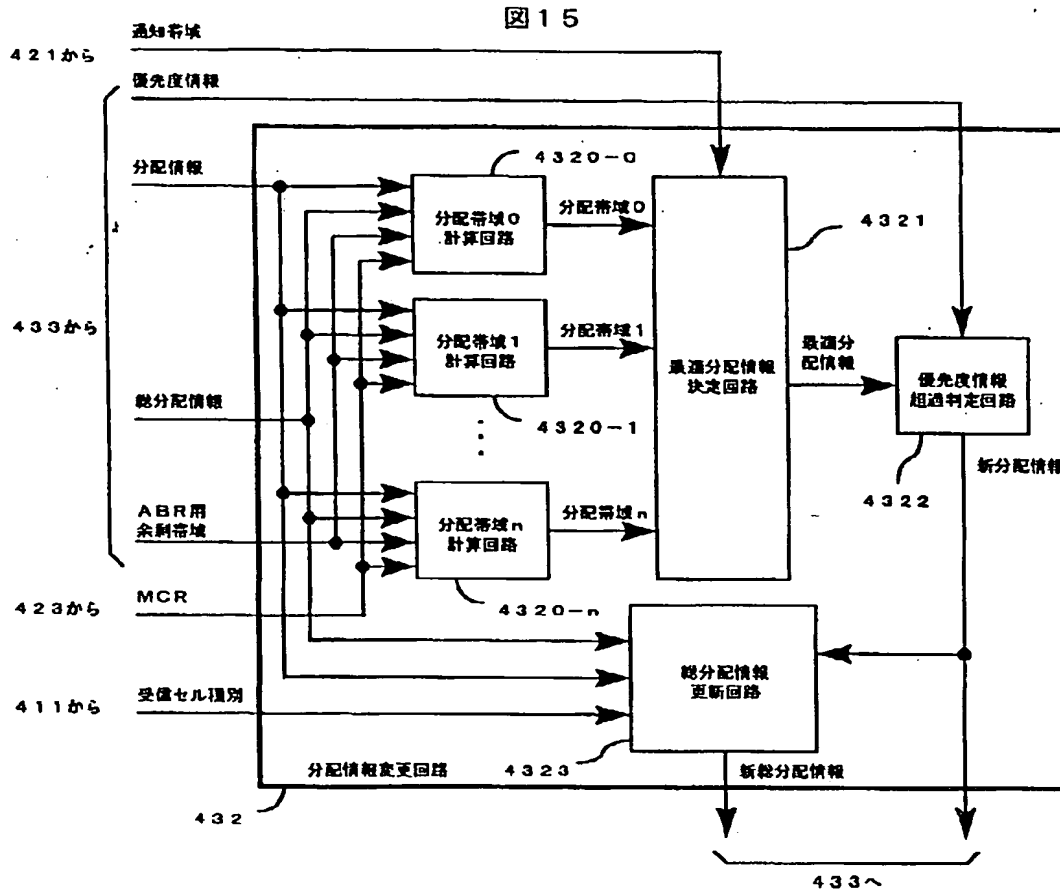 図15
通知帯域
421から
優先度情報
分配情報
433から
総分配情報
ABR用
余剰帯域
MCR
423から
受信セル種別
411から
4320-0
分配帯域0
計算回路
分配帯域0
4320-1
分配帯域1
計算回路
分配帯域1
4320-n
分配帯域n
計算回路
分配帯域n
最適分配情報
決定回路
4321
最適分
配情報
優先度情報
超過判定回路
4322
新分配情報
総分配情報
更新回路
4323
新総分配情報
分配情報変更回路
432
433へ